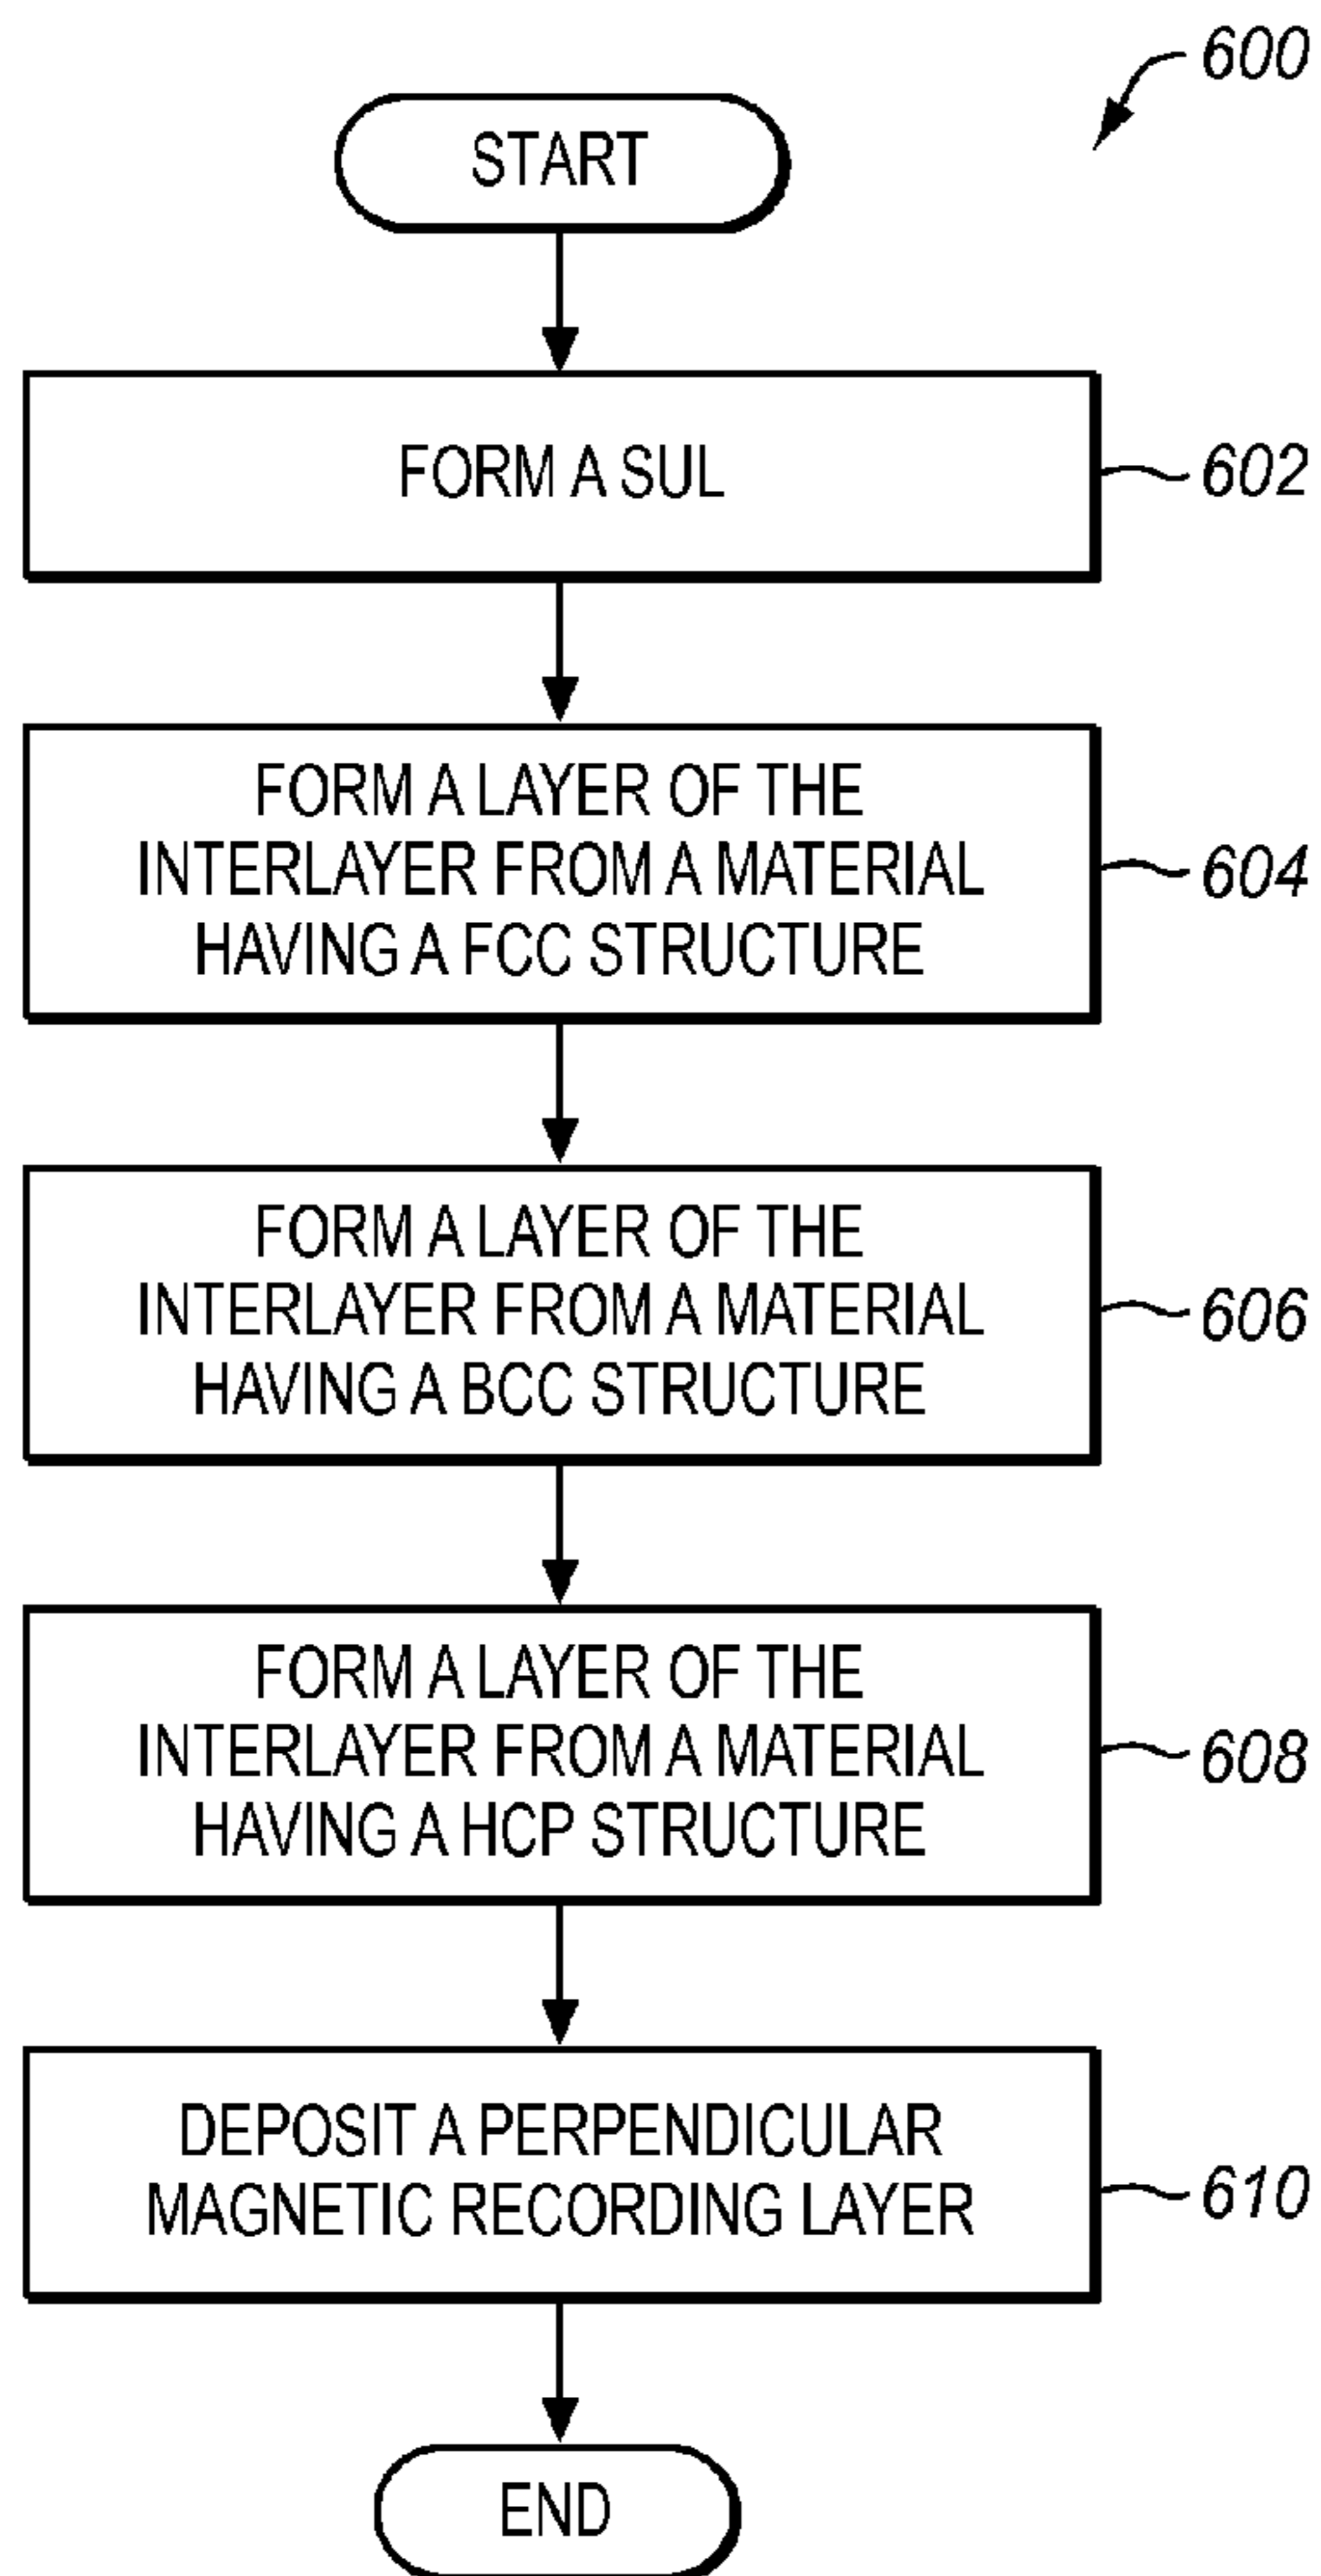 600
START
FORM A SUL
602
FORM A LAYER OF THE
INTERLAYER FROM A MATERIAL
HAVING A FCC STRUCTURE
604
FORM A LAYER OF THE
INTERLAYER FROM A MATERIAL
HAVING A BCC STRUCTURE
606
FORM A LAYER OF THE
INTERLAYER FROM A MATERIAL
HAVING A HCP STRUCTURE
608
DEPOSIT A PERPENDICULAR
MAGNETIC RECORDING LAYER
610
END